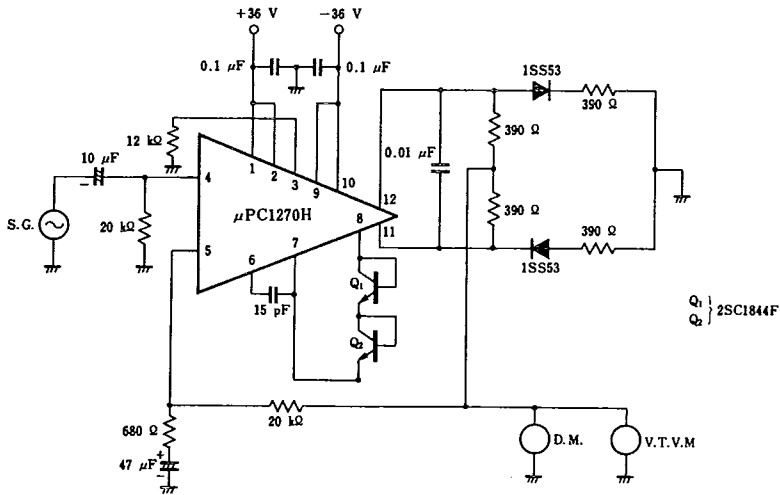 +36 V
−36 V
0.1 μF
0.1 μF
1SS53
390 Ω
12 kΩ
390 Ω
10 μF
−
0.01 μF
1
2
3
9
10
4
12
μPC1270H
S.G.
20 kΩ
390 Ω
390 Ω
8
11
5
7
6
1SS53
15 pF
Q₁
Q₂
Q₁
Q₂
} 2SC1844F
680 Ω
20 kΩ
D.M.
V.T.V.M
+
47 μF
−